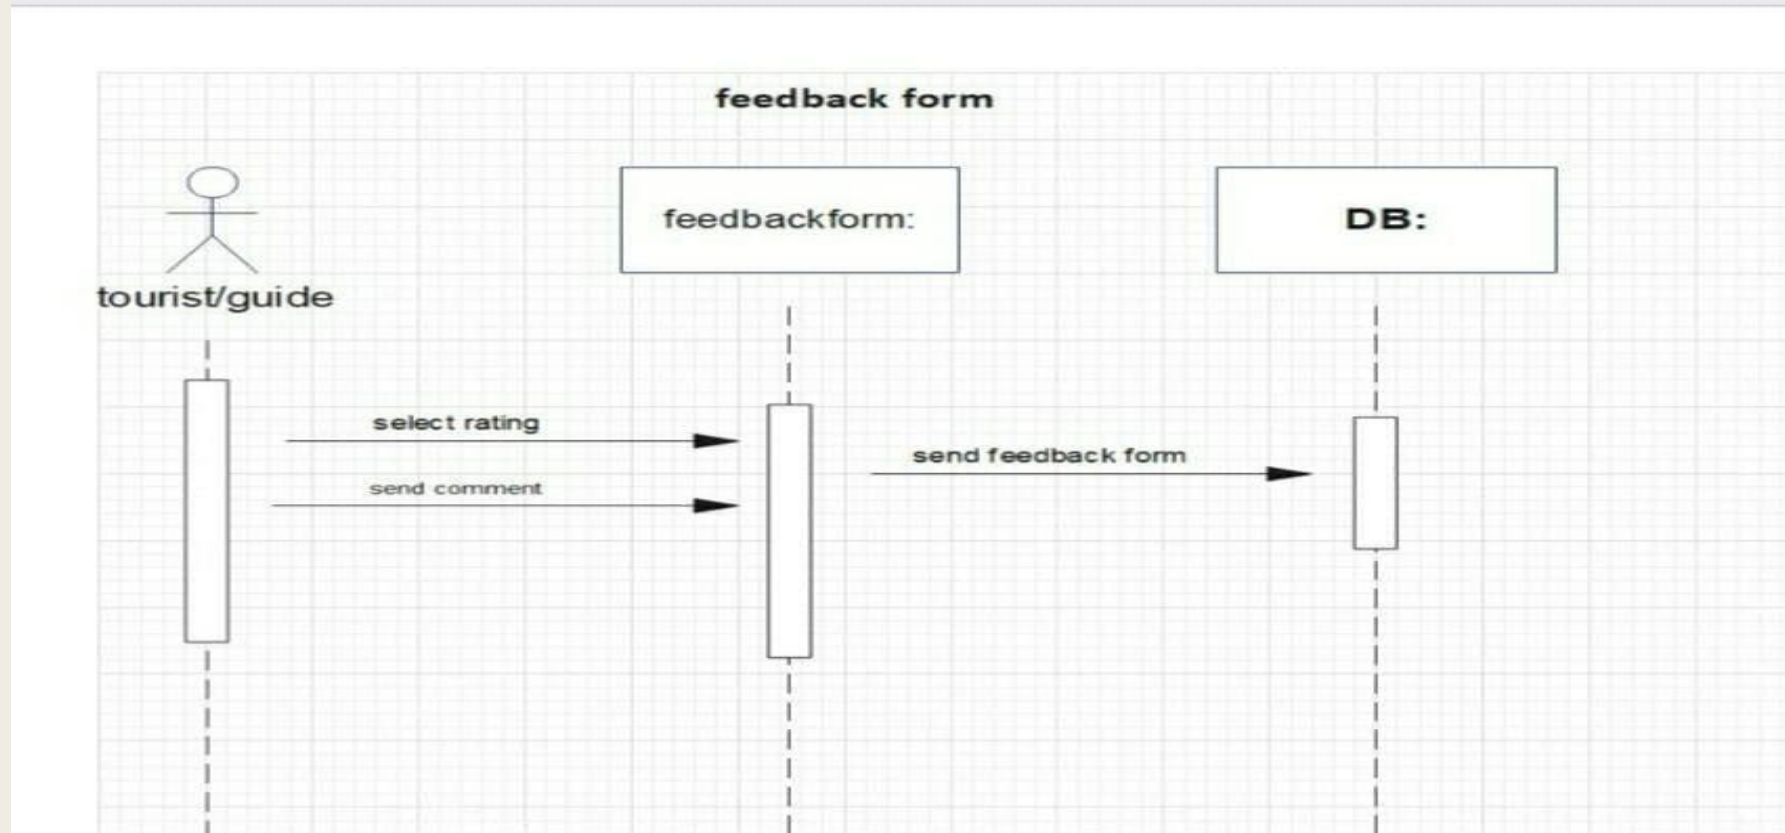 feedback form
feedbackform:
DB:
tourist/guide
select rating
send feedback form
send comment